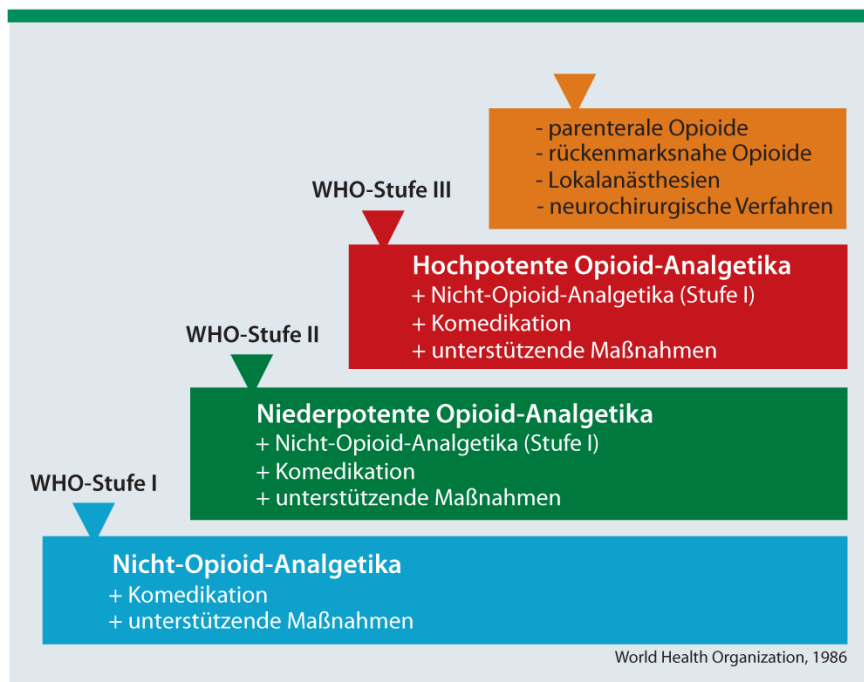 - parenterale Opioide
- rückenmarksnahe Opioide
- Lokalanästhesien
- neurochirurgische Verfahren
WHO-Stufe III
Hochpotente Opioid-Analgetika
+ Nicht-Opioid-Analgetika (Stufe I)
+ Komedikation
+ unterstützende Maßnahmen
WHO-Stufe II
Niederpotente Opioid-Analgetika
+ Nicht-Opioid-Analgetika (Stufe I)
+ Komedikation
+ unterstützende Maßnahmen
WHO-Stufe I
Nicht-Opioid-Analgetika
+ Komedikation
+ unterstützende Maßnahmen
World Health Organization, 1986